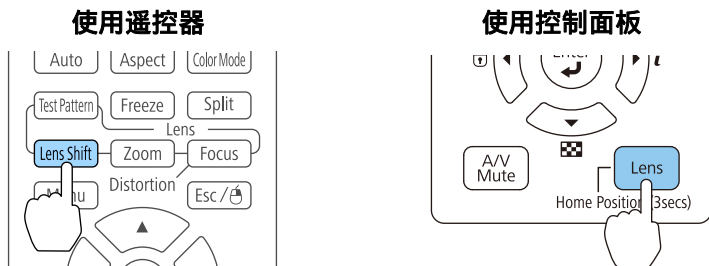 使用遥控器
使用控制面板
Auto
Aspect
Color Mode
Test Pattern
Freeze
Split
Lens
Lens Shift
Zoom
Focus
Distortion
Esc /
A/V
Mute
Lens
Home Position (3secs)